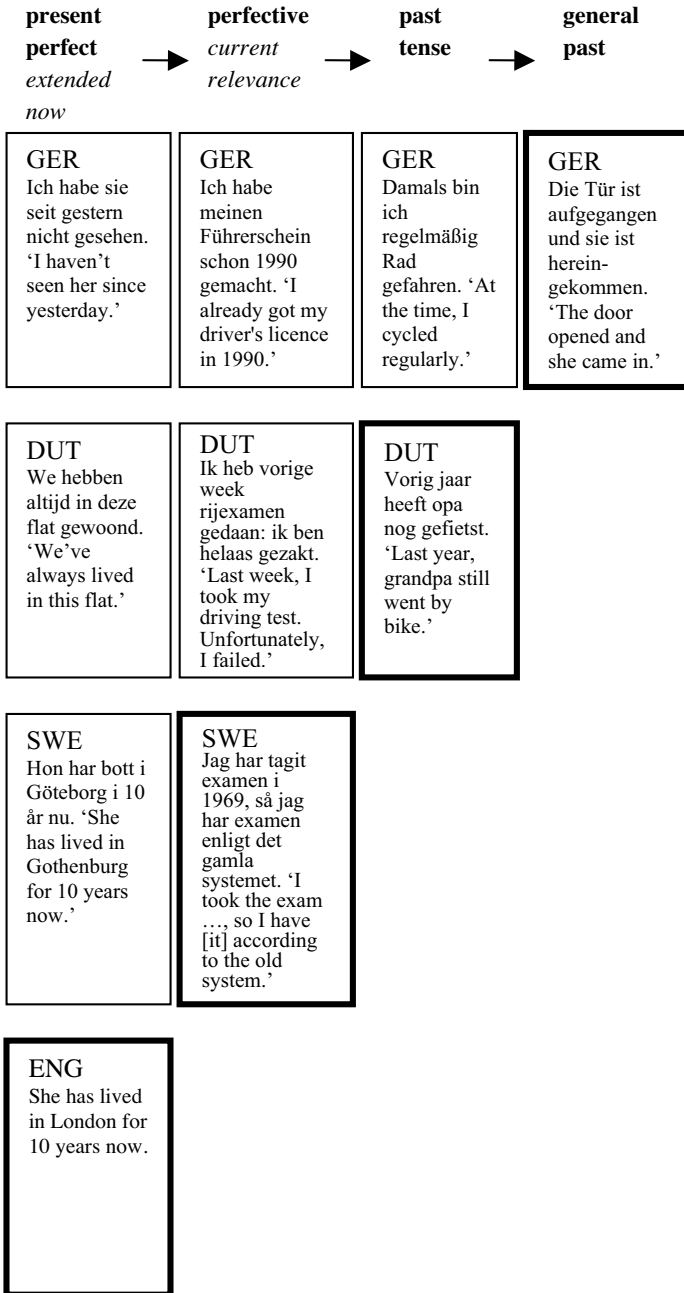 present
perfect
extended
now
perfective
current
relevance
past
tense
general
past
GER
Ich habe sie
seit gestern
nicht gesehen.
‘I haven’t
seen her since
yesterday.’
GER
Ich habe
meinen
Führerschein
schon 1990
gemacht. ‘I
already got my
driver's licence
in 1990.’
GER
Damals bin
ich
regelmäßig
Rad
gefahren. ‘At
the time, I
cycled
regularly.’
GER
Die Tür ist
aufgegangen
und sie ist
herein-
gekommen.
‘The door
opened and
she came in.’
DUT
We hebben
altijd in deze
flat gewoond.
‘We’ve
always lived
in this flat.’
DUT
Ik heb vorige
week
rijexamen
gedaan: ik ben
helaas gezakt.
‘Last week, I
took my
driving test.
Unfortunately,
I failed.’
DUT
Vorig jaar
heeft opa
nog gefietst.
‘Last year,
grandpa still
went by
bike.’
SWE
Hon har bott i
Göteborg i 10
år nu. ‘She
has lived in
Gothenburg
for 10 years
now.’
SWE
Jag har tagit
examen i
1969, så jag
har examen
enligt det
gamla
systemet. ‘I
took the exam
…, so I have
[it] according
to the old
system.’
ENG
She has lived
in London for
10 years now.